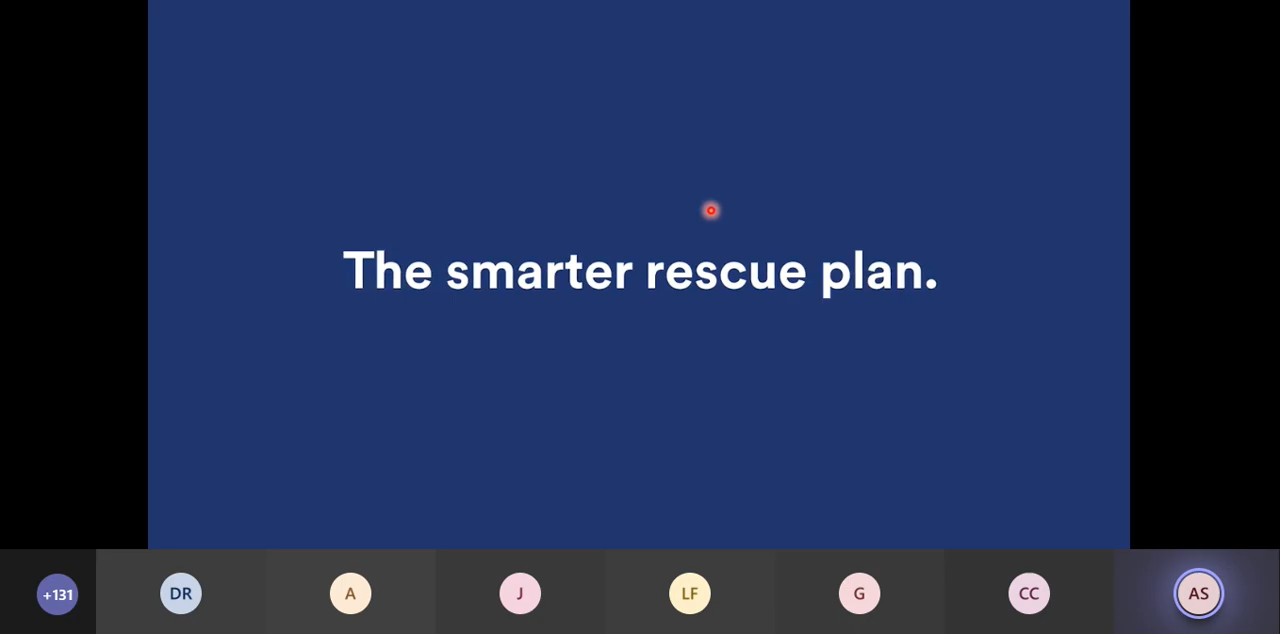 The smarter rescue plan.
+131
DR
A
J
LF
G
CC
AS